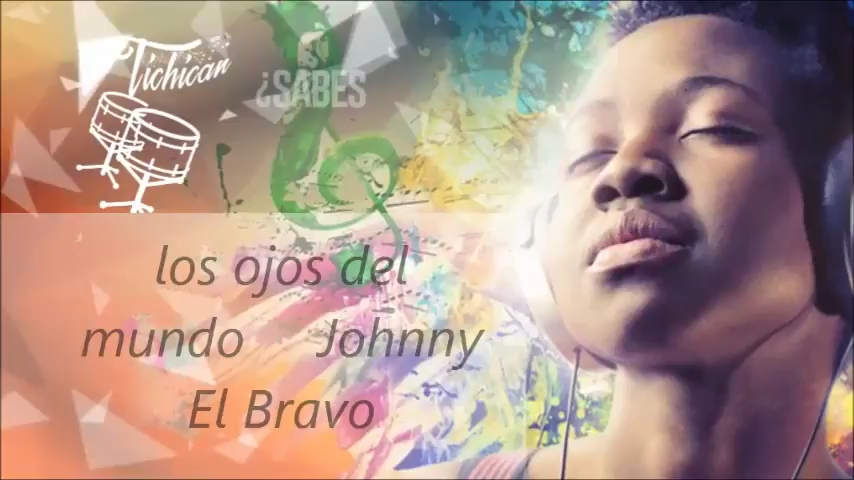 Tichican
¿SABES
los ojos del
mundo Johnny
El Bravo